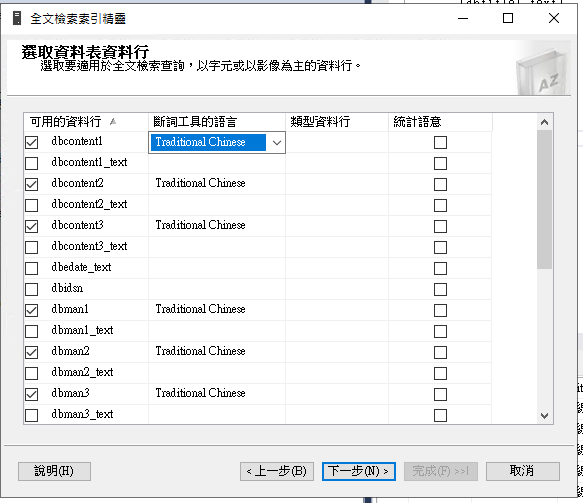 [dbtitle1_text]
全文檢索索引精靈
選取資料表資料行
選取要適用於全文檢索查詢，以字元或以影像為主的資料行。
AZ
可用的資料行 斷詞工具的語言 類型資料行 統計語意
dbcontent1 Traditional Chinese
dbcontent1_text
dbcontent2 Traditional Chinese
dbcontent2_text
dbcontent3 Traditional Chinese
dbcontent3_text
dbedate_text
dbidsn
dbman1 Traditional Chinese
dbman1_text
dbman2 Traditional Chinese
dbman2_text
dbman3 Traditional Chinese
dbman3_text
說明(H) < 上一步(B) 下一步(N) > 完成(F) >>| 取消